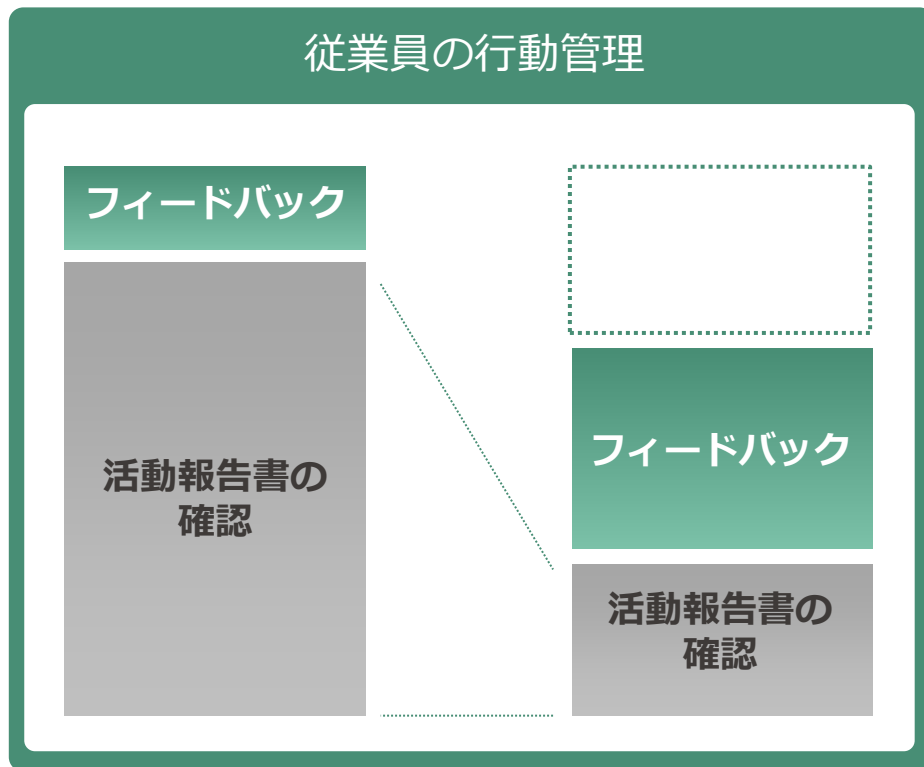 従業員の行動管理
フィードバック
活動報告書の
確認
フィードバック
活動報告書の
確認